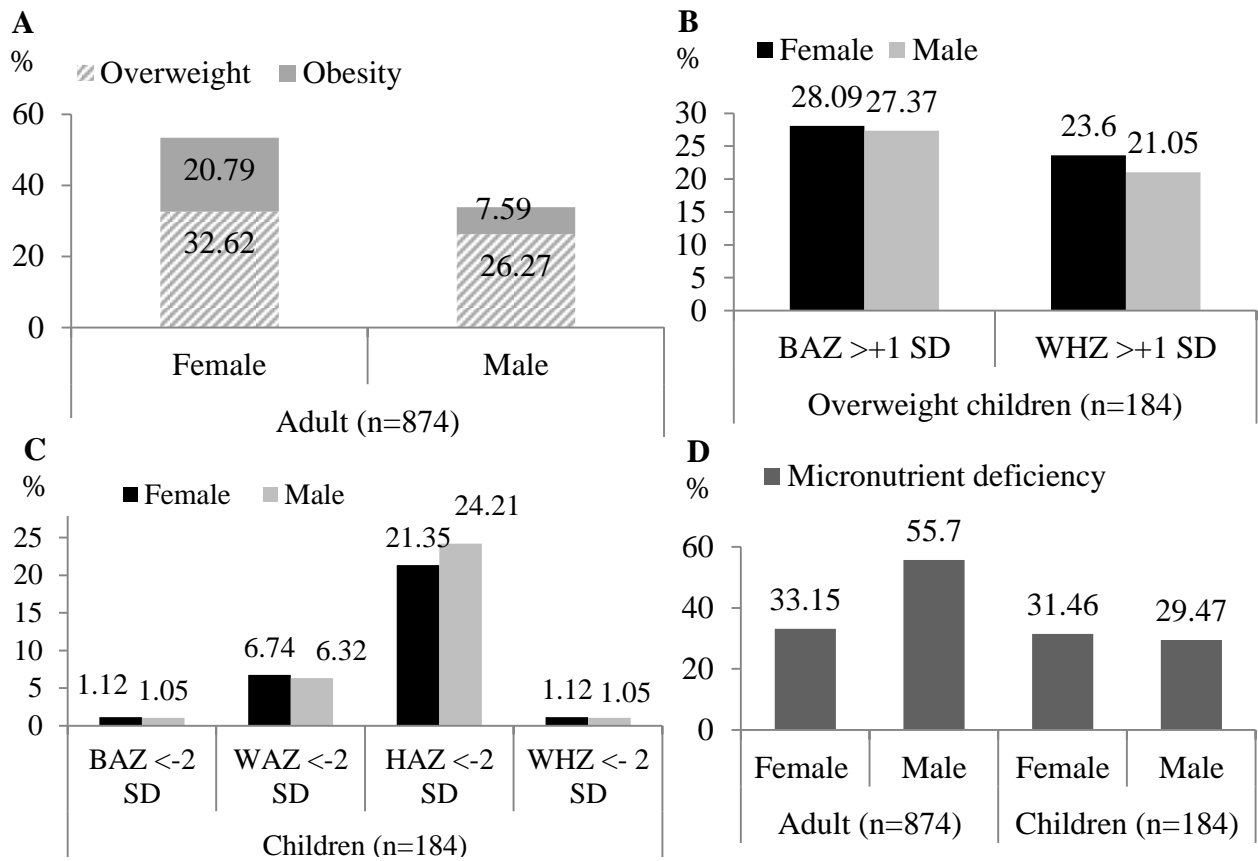 A
%
Overweight Obesity
60
40
20
0
20.79
32.62
7.59
26.27
Female Male
Adult (n=874)
B
%
Female Male
30
25
20
15
10
5
0
28.09 27.37 23.6 21.05
BAZ >+1 SD WHZ >+1 SD
Overweight children (n=184)
C
%
Female Male
25
20
15
10
5
0
1.12 1.05 6.74 6.32 21.35 24.21 1.12 1.05
BAZ <-2 WAZ <-2 HAZ <-2 WHZ <- 2
SD SD SD SD
Children (n=184)
D
%
Micronutrient deficiency
60
40
20
0
33.15 55.7 31.46 29.47
Female Male Female Male
Adult (n=874) Children (n=184)